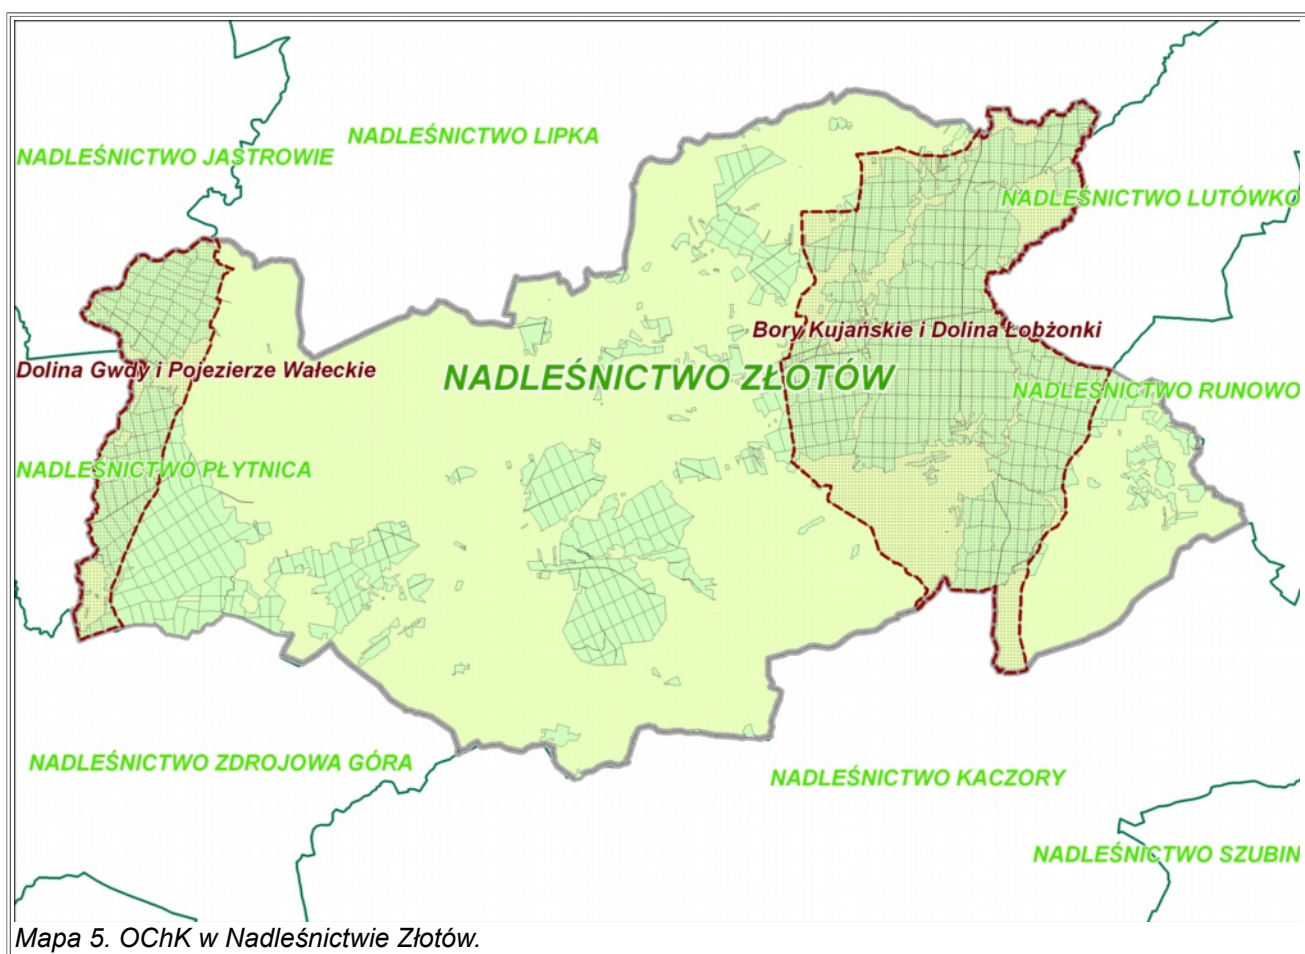 NADLEŚNICTWO LIPKA
NADLEŚNICTWO JASTROWIE
NADLEŚNICTWO LUTÓWKO
Bory Kujańskie i Dolina Łobżonki
Dolina Gwdy i Pojezierze Wałeckie
NADLEŚNICTWO ZŁOTÓW
NADLEŚNICTWO RUNOWO
NADLEŚNICTWO PŁYTNICA
NADLEŚNICTWO ZDROJOWA GÓRA
NADLEŚNICTWO KACZORY
NADLEŚNICTWO SZUBIN
Mapa 5. OChK w Nadleśnictwie Złotów.